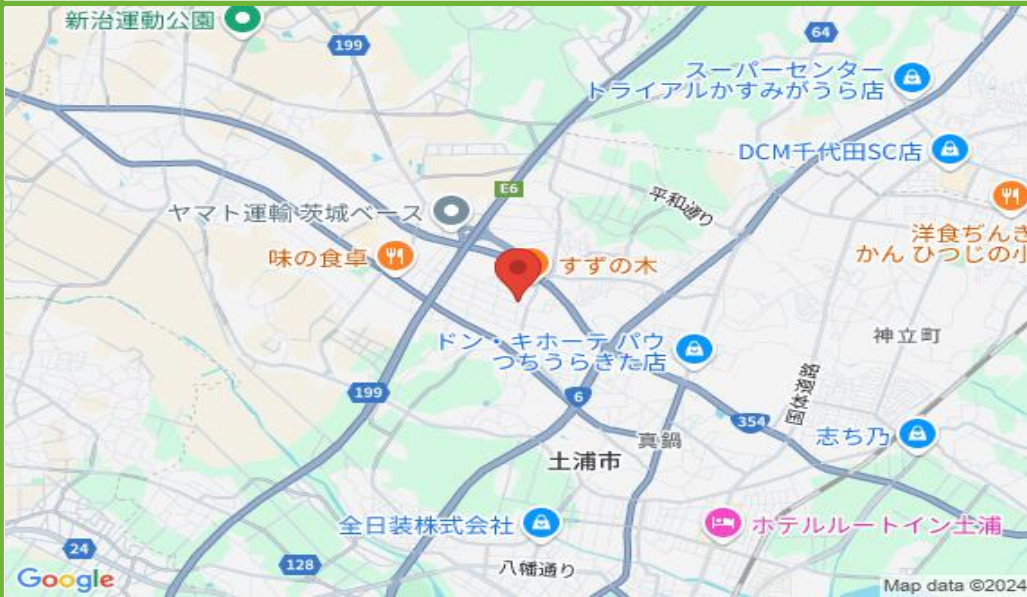 新治運動公園
199
64
スーパーセンター
トライアルかすみがうら店
DCM千代田SC店
E6
平和通り
ヤマト運輸 茨城ベース
洋食ぢんぎ
かん ひつじの小
味の食卓
すずの木
ドン・キホーテ パウ
つちうらきた店
神立町
199
6
国体道路
354
真鍋
志ち乃
土浦市
全日装株式会社
ホテルルートイン土浦
24
128
八幡通り
Google
Map data ©2024